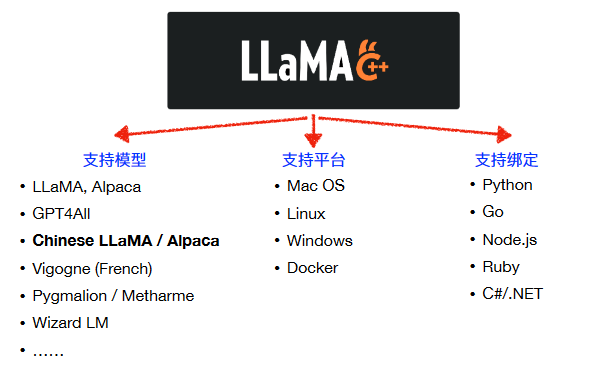 LLaMA C++
支持模型
• LLaMA, Alpaca
• GPT4All
• Chinese LLaMA / Alpaca
• Vigogne (French)
• Pygmalion / Metharme
• Wizard LM
• ……
支持平台
• Mac OS
• Linux
• Windows
• Docker
支持绑定
• Python
• Go
• Node.js
• Ruby
• C#/.NET